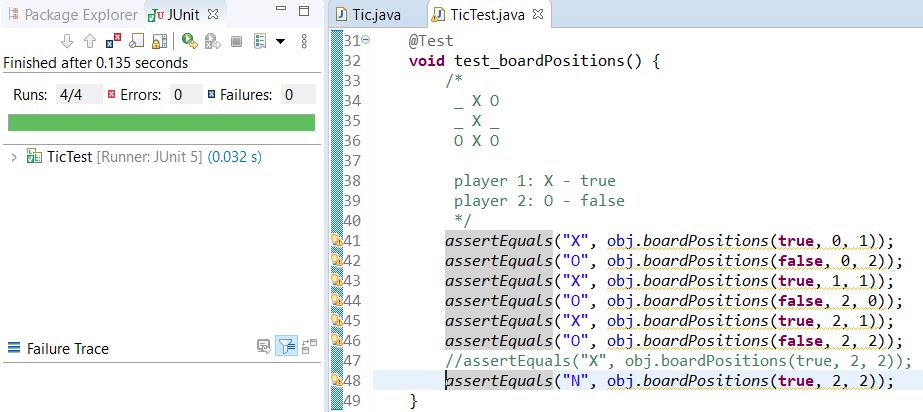 Package Explorer JUnit
Finished after 0.135 seconds
Runs: 4/4 Errors: 0 Failures: 0
TicTest [Runner: JUnit 5] (0.032 s)
Failure Trace
Tic.java TicTest.java
31 @Test
32 void test_boardPositions() {
33 /*
34 _ X O
35 _ X _
36 O X O
37
38 player 1: X - true
39 player 2: O - false
40 */
41 assertEquals("X", obj.boardPositions(true, 0, 1));
42 assertEquals("O", obj.boardPositions(false, 0, 2));
43 assertEquals("X", obj.boardPositions(true, 1, 1));
44 assertEquals("O", obj.boardPositions(false, 2, 0));
45 assertEquals("X", obj.boardPositions(true, 2, 1));
46 assertEquals("O", obj.boardPositions(false, 2, 2));
47 //assertEquals("X", obj.boardPositions(true, 2, 2));
48 assertEquals("N", obj.boardPositions(true, 2, 2));
49 }